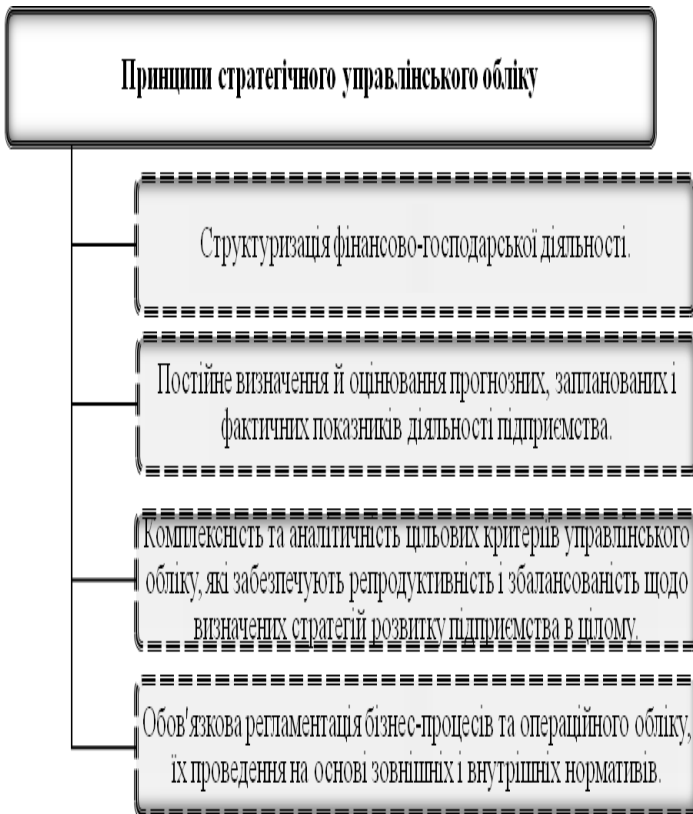 Принципи стратегічного управлінського обліку
Структуризація фінансово-господарської діяльності.
Постійне визначення й оцінювання прогнозних, запланованих і
фактичних показників діяльності підприємства.
Комплексність та аналітичність цільових критеріїв управлінського
обліку, які забезпечують репродуктивність і збалансованість щодо
визначених стратегій розвитку підприємства в цілому.
Обов'язкова регламентація бізнес-процесів та операційного обліку,
їх проведення на основі зовнішніх і внутрішніх нормативів.